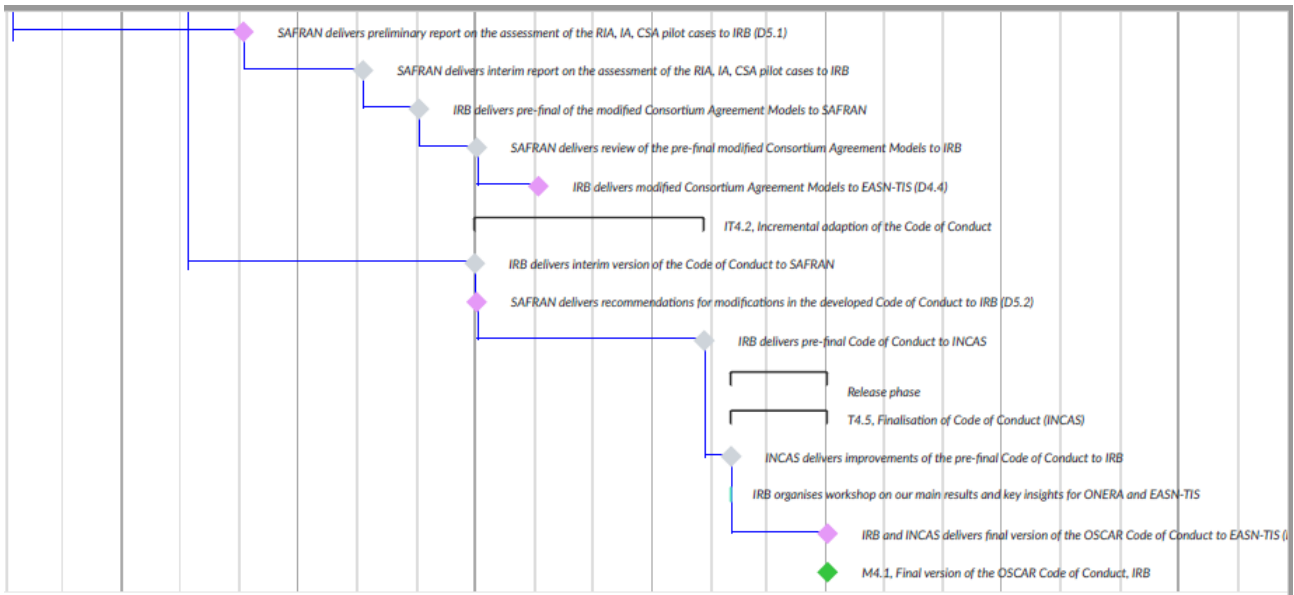 SAFRAN delivers preliminary report on the assessment of the RIA, IA, CSA pilot cases to IRB (D5.1)
SAFRAN delivers interim report on the assessment of the RIA, IA, CSA pilot cases to IRB
IRB delivers pre-final of the modified Consortium Agreement Models to SAFRAN
SAFRAN delivers review of the pre-final modified Consortium Agreement Models to IRB
IRB delivers modified Consortium Agreement Models to EASN-TIS (D4.4)
IT4.2, Incremental adaption of the Code of Conduct
IRB delivers interim version of the Code of Conduct to SAFRAN
SAFRAN delivers recommendations for modifications in the developed Code of Conduct to IRB (D5.2)
IRB delivers pre-final Code of Conduct to INCAS
Release phase
T4.5, Finalisation of Code of Conduct (INCAS)
INCAS delivers improvements of the pre-final Code of Conduct to IRB
IRB organises workshop on our main results and key insights for ONERA and EASN-TIS
IRB and INCAS delivers final version of the OSCAR Code of Conduct to EASN-TIS (
M4.1, Final version of the OSCAR Code of Conduct, IRB